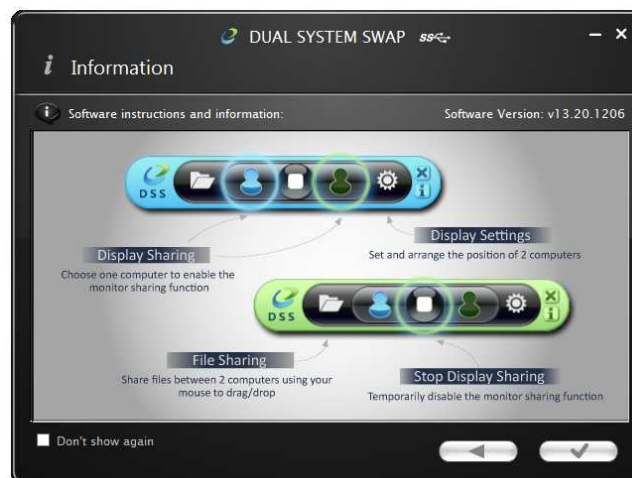 DUAL SYSTEM SWAP SS
i Information
i Software instructions and information: Software Version: v13.20.1206
DSS
X
i
Display Sharing
Choose one computer to enable the
monitor sharing function
Display Settings
Set and arrange the position of 2 computers
DSS
X
i
File Sharing
Share files between 2 computers using your
mouse to drag/drop
Stop Display Sharing
Temporarily disable the monitor sharing function
Don't show again